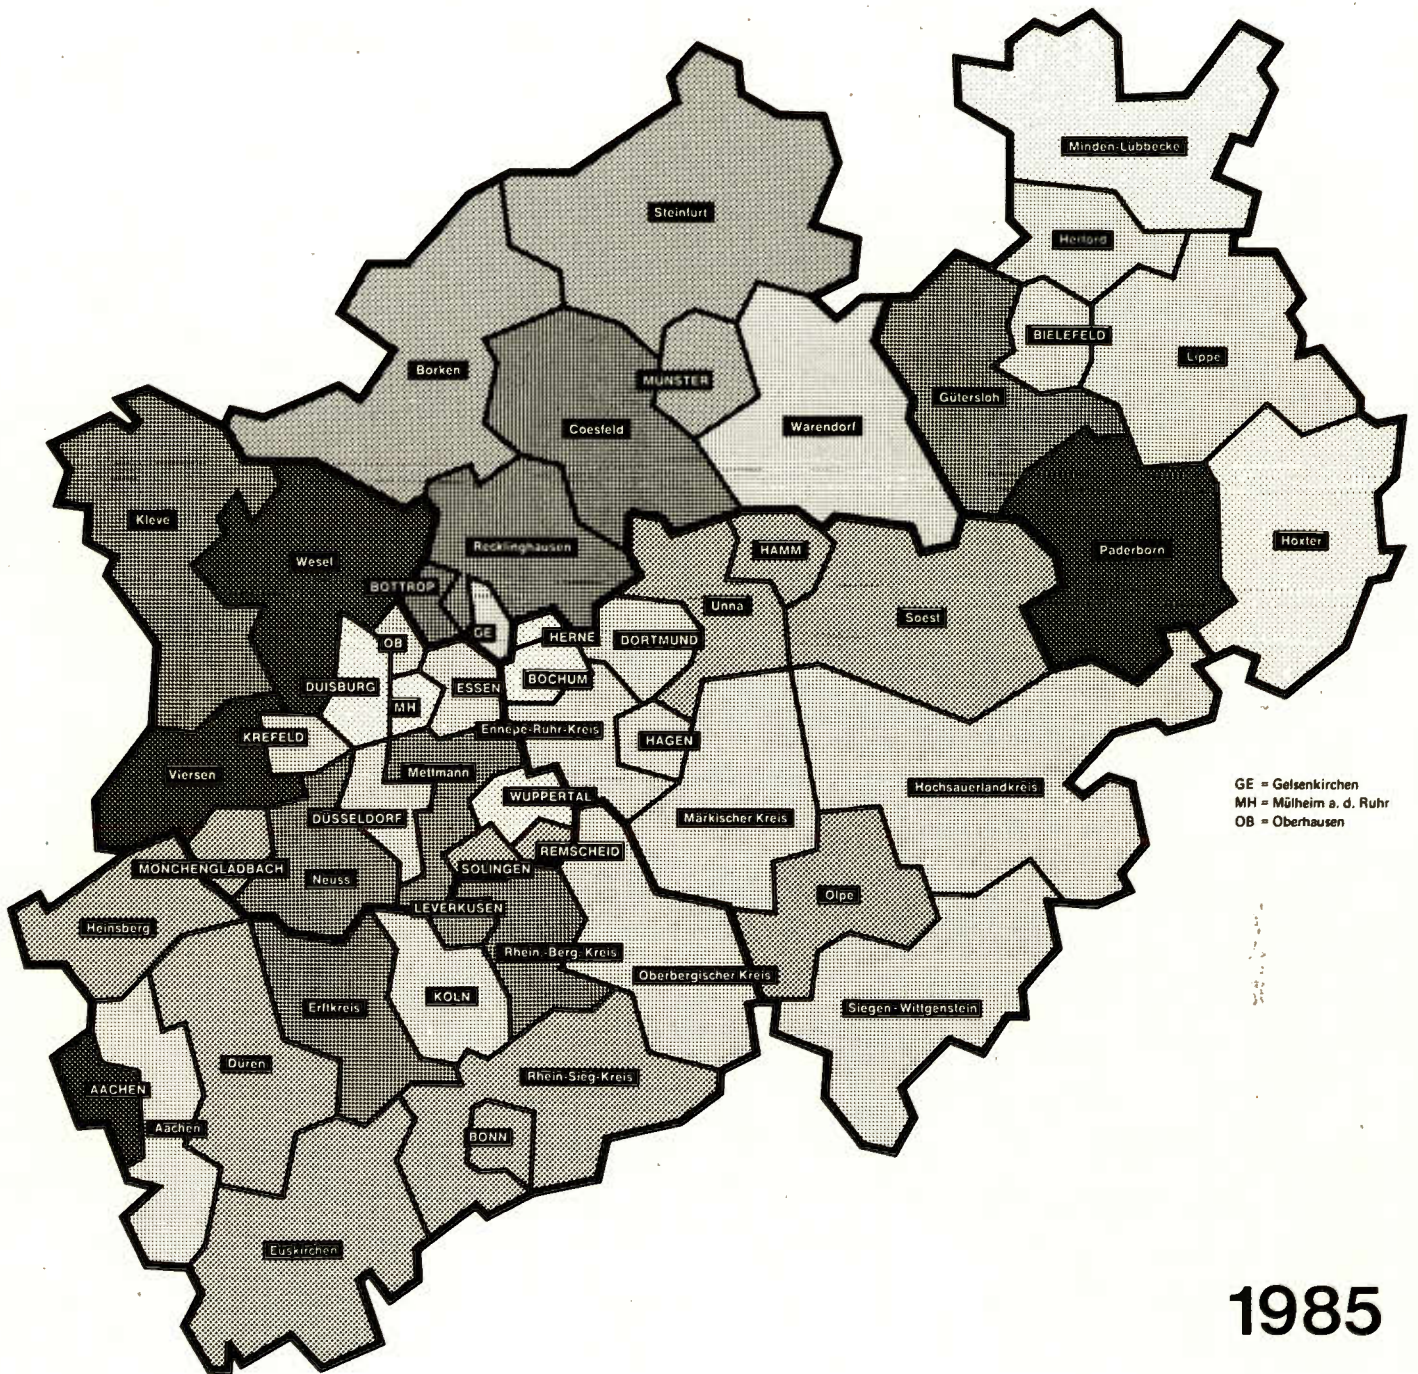 Minden-Lübbecke
Steinfurt
Herford
BIELEFELD
Lippe
Borken
MÜNSTER
Gütersloh
Coesfeld
Warendorf
Kleve
Wesel
Recklinghausen
HAMM
Paderborn
Höxter
BOTTROP
Unna
Soest
GE
HERNE
DORTMUND
OB
DUISBURG
ESSEN
BOCHUM
MH
KREFELD
Ennepe-Ruhr-Kreis
HAGEN
Viersen
Mettmann
Hochsauerlandkreis
WUPPERTAL
DÜSSELDORF
Märkischer Kreis
REMSCHEID
MÖNCHENGLADBACH
SOLINGEN
Neuss
Olpe
LEVERKUSEN
Heinsberg
Rhein.-Berg.-Kreis
Oberbergischer Kreis
KÖLN
Erftkreis
Siegen-Wittgenstein
Düren
Rhein-Sieg-Kreis
AACHEN
Aachen
BONN
Euskirchen
GE = Gelsenkirchen
MH = Mülheim a. d. Ruhr
OB = Oberhausen
1985